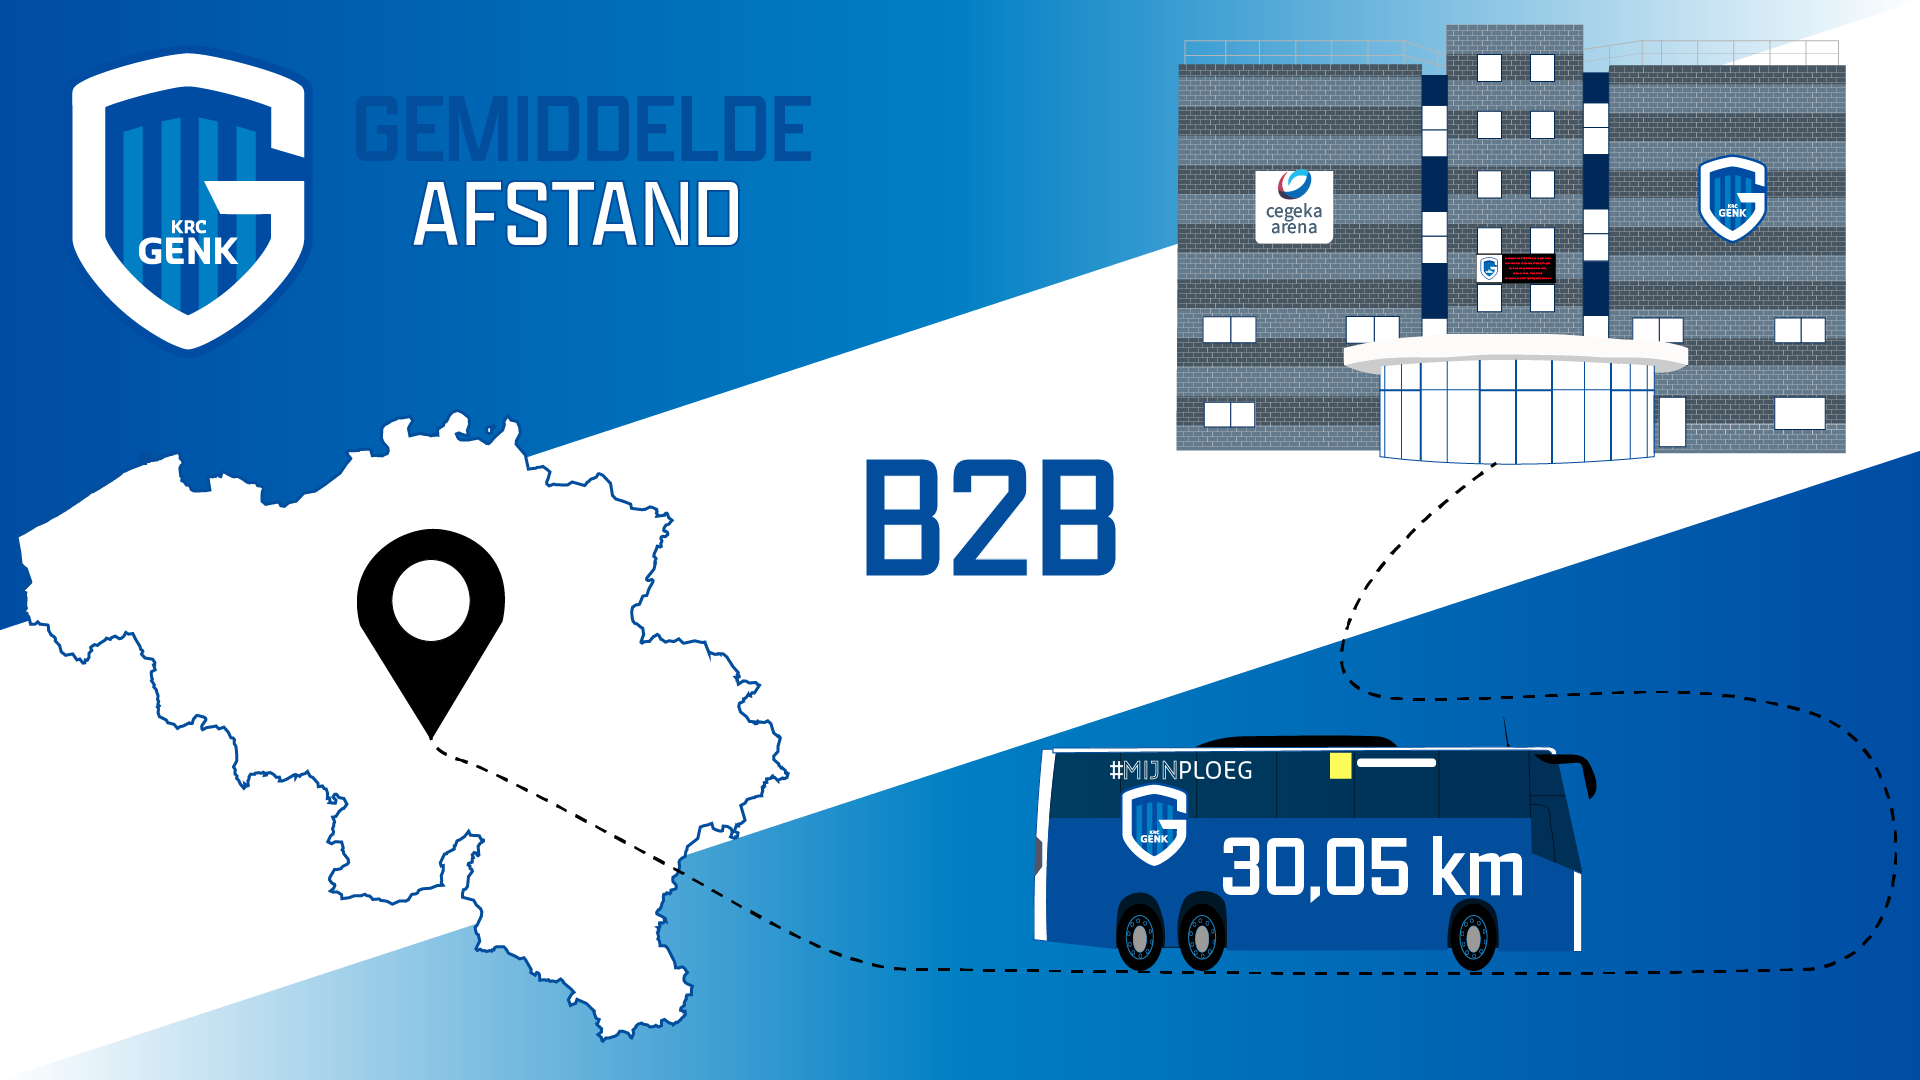 GEMIDDELDE
AFSTAND
KRC
GENK
cegeka
arena
KRC
GENK
B2B
#MIJNPLOEG
KRC
GENK
30,05 km